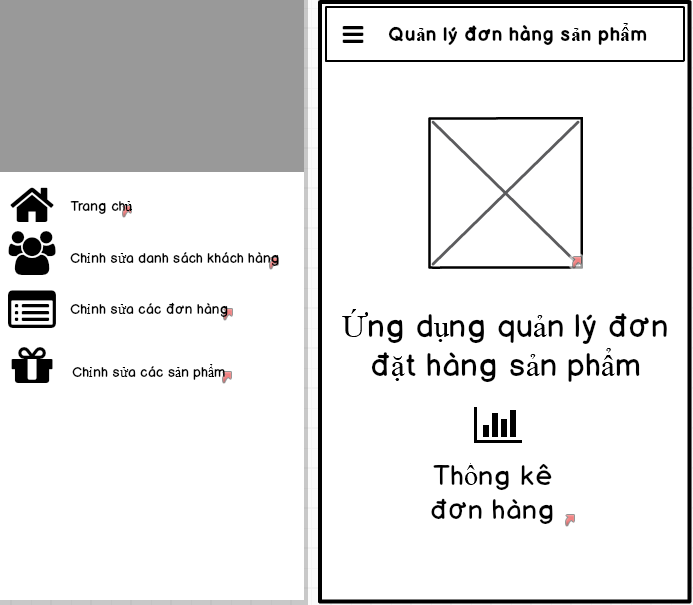 Trang chủ
Chỉnh sửa danh sách khách hàng
Chỉnh sửa các đơn hàng
Chỉnh sửa các sản phẩm
Quản lý đơn hàng sản phẩm
Ứng dụng quản lý đơn
đặt hàng sản phẩm
Thống kê
đơn hàng